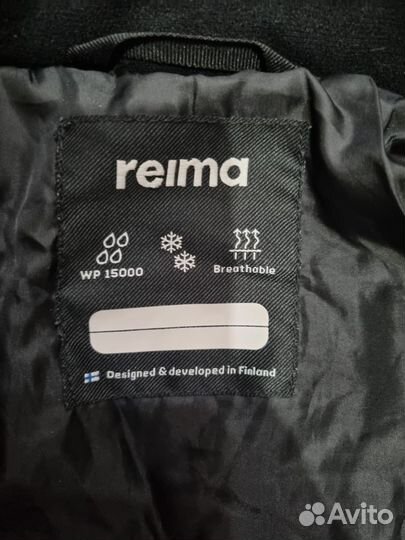 reima
WP 15000
Breathable
Designed & developed in Finland
Avito